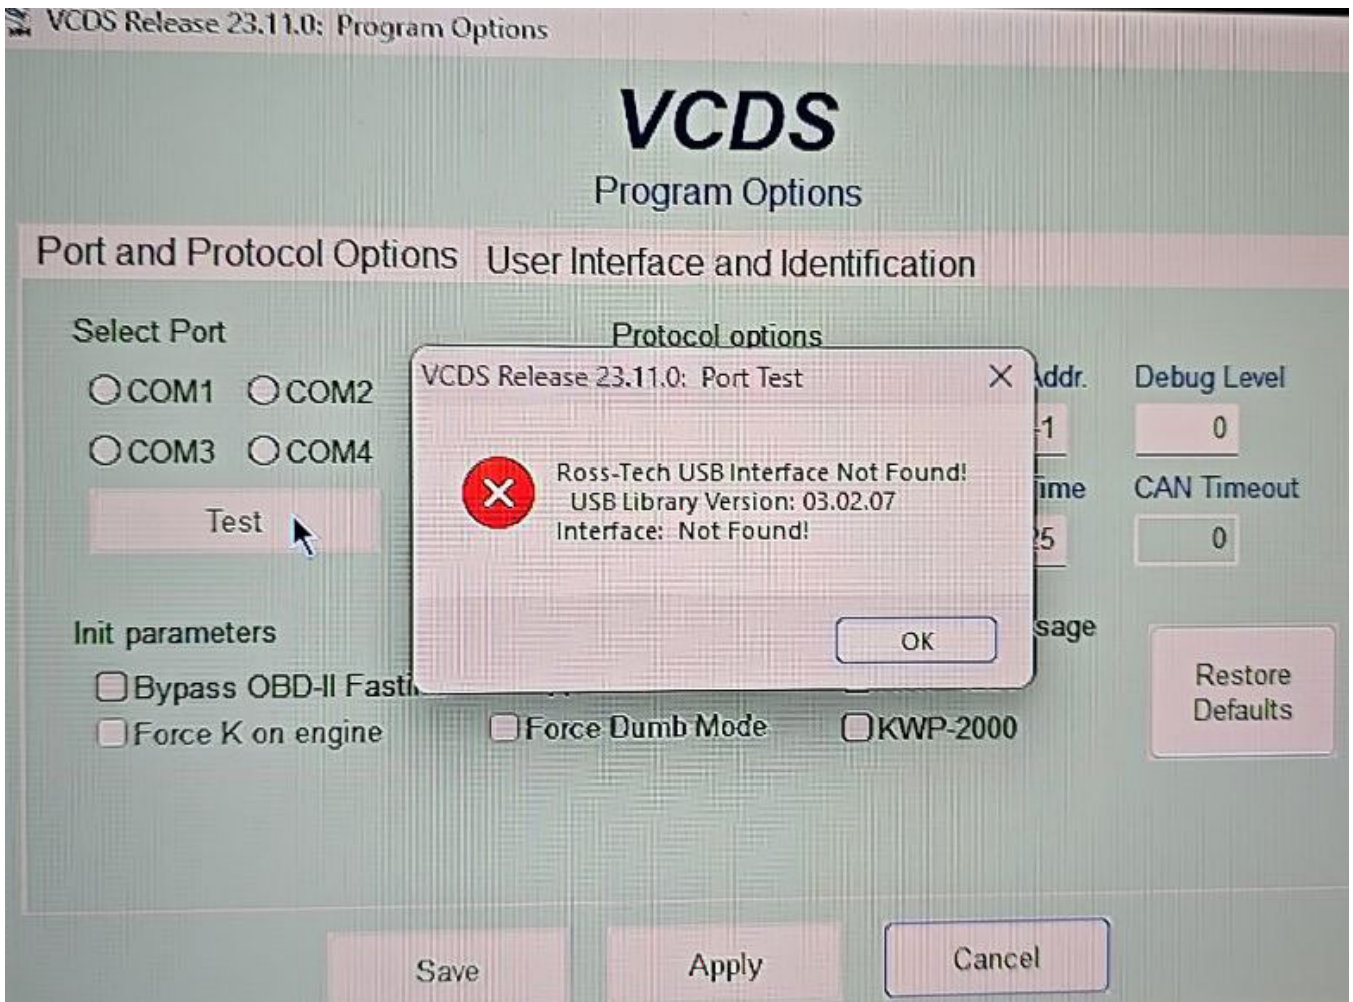 VCDS Release 23.11.0: Program Options
VCDS
Program Options
Port and Protocol Options User Interface and Identification
Select Port
Protocol options
COM1 COM2
COM3 COM4
Test
VCDS Release 23.11.0: Port Test
Ross-Tech USB Interface Not Found!
USB Library Version: 03.02.07
Interface: Not Found!
OK
Addr. Debug Level
-1 0
CAN Timeout
25 0
Init parameters
Bypass OBD-II
Force K on engine
Force Dumb Mode
KWP-2000
Restore
Defaults
Save Apply Cancel